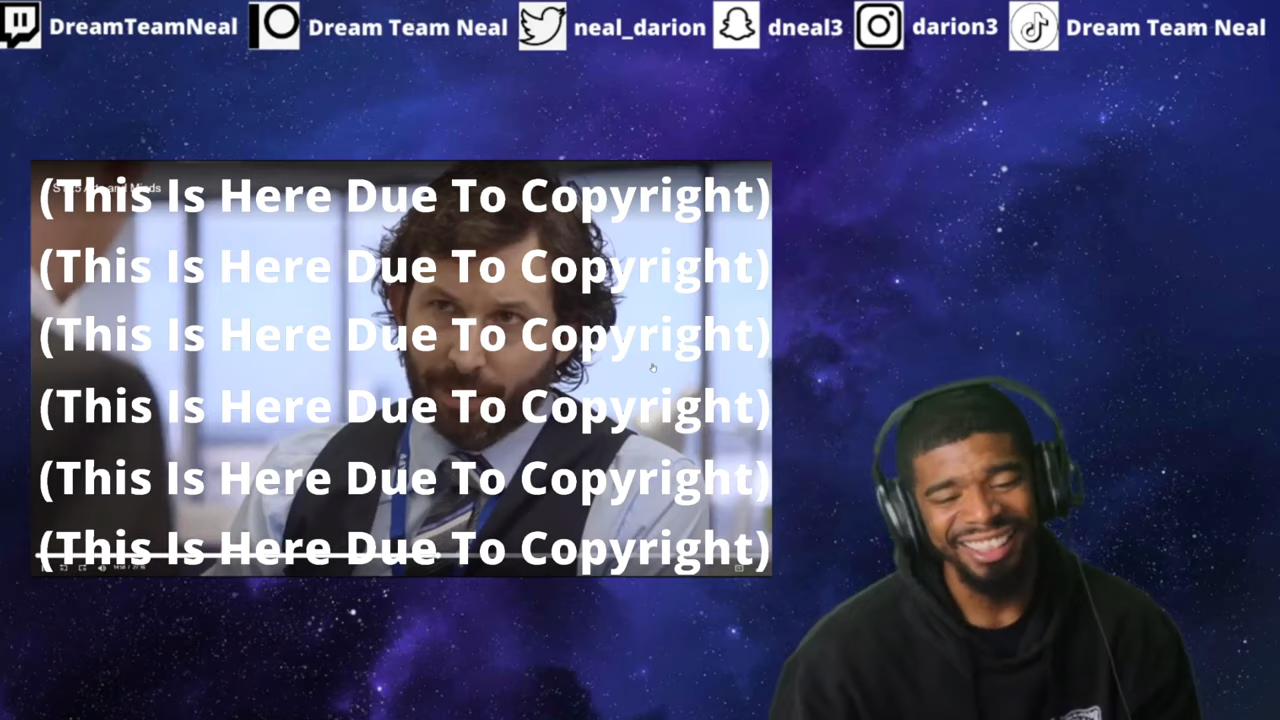 DreamTeamNeal Dream Team Neal neal_darion dneal3 darion3 Dream Team Neal
(This Is Here Due To Copyright)
(This Is Here Due To Copyright)
(This Is Here Due To Copyright)
(This Is Here Due To Copyright)
(This Is Here Due To Copyright)
(This Is Here Due To Copyright)